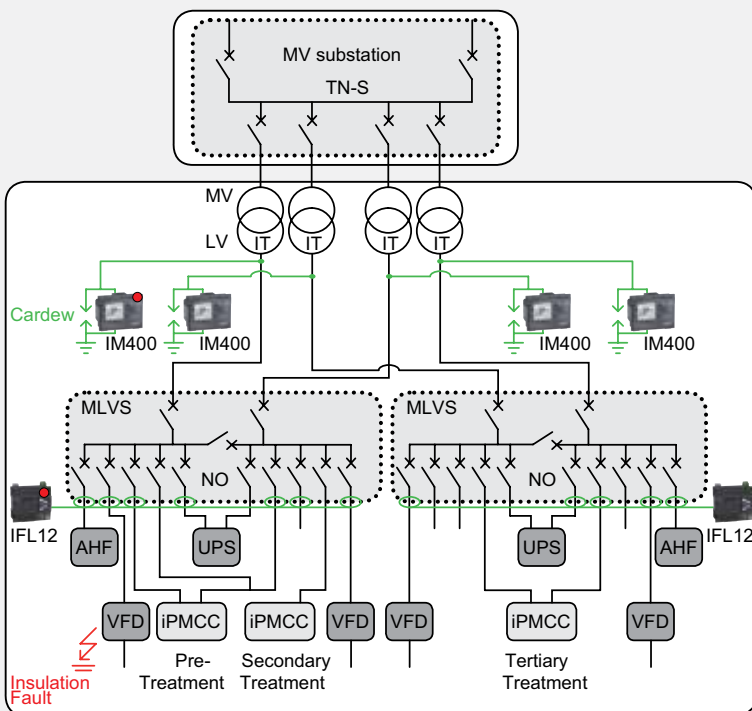 MV substation
TN-S
MV
LV
IT
IT
IT
IT
Cardew
IM400
IM400
IM400
IM400
MLVS
MLVS
NO
NO
IFL12
IFL12
AHF
UPS
UPS
AHF
VFD
iPMCC
iPMCC
VFD
VFD
iPMCC
VFD
Insulation
Fault
Pre-
Treatment
Secondary
Treatment
Tertiary
Treatment